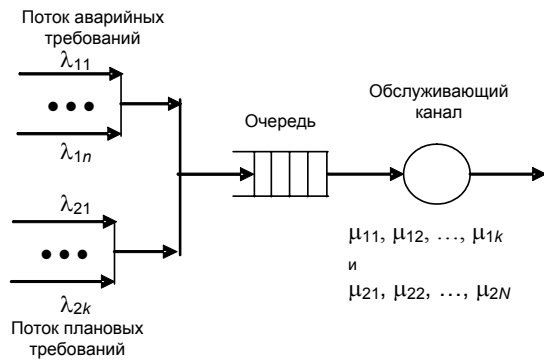 Поток аварийных
требований
λ11
λ1n
Очередь
Обслуживающий
канал
λ21
λ2k
Поток плановых
требований
μ11, μ12, ..., μ1k
и
μ21, μ22, ..., μ2N